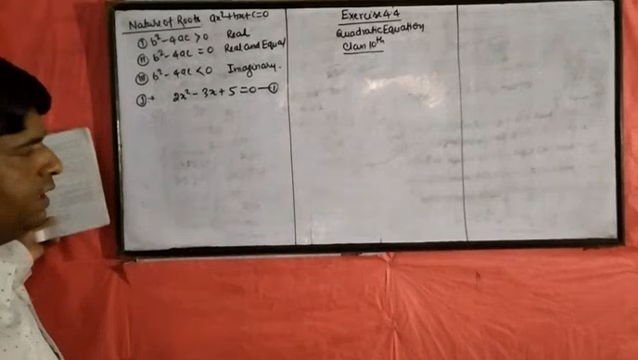 Nature of Roots ax²+bx+c=0
(I) b²-4ac > 0 Real
(II) b²-4ac = 0 Real and Equal
(III) b²-4ac < 0 Imaginary.
2x² - 3x + 5 = 0 —(1)
Exercise 4.4
Quadratic Equation
Class 10th